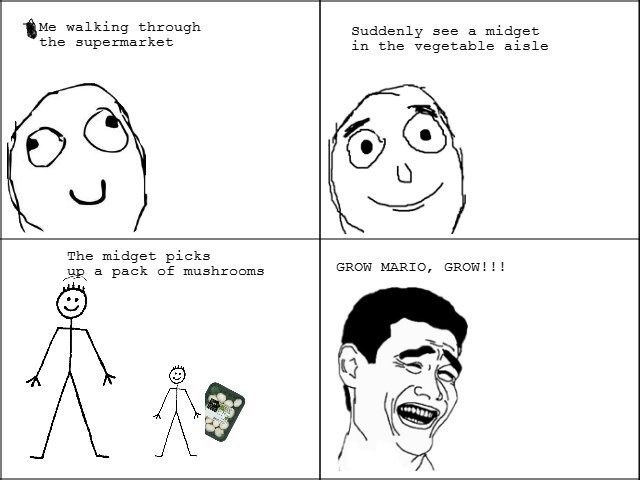 Me walking through
the supermarket
Suddenly see a midget
in the vegetable aisle
The midget picks
up a pack of mushrooms
GROW MARIO, GROW!!!